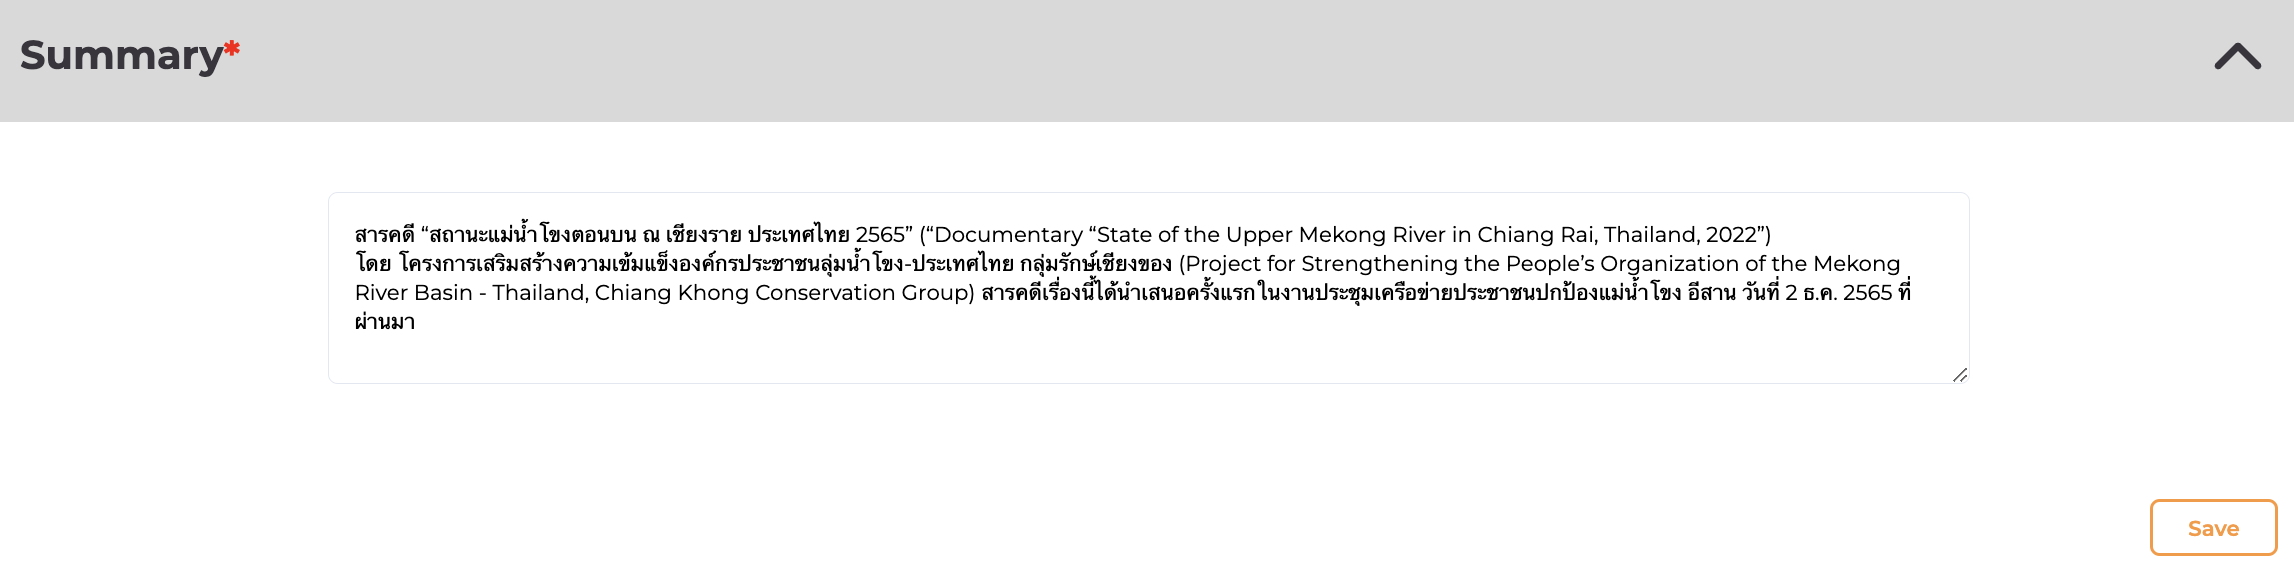 Summary*
สารคดี “สถานะแม่น้ำโขงตอนบน ณ เชียงราย ประเทศไทย 2565” (“Documentary “State of the Upper Mekong River in Chiang Rai, Thailand, 2022”)
โดย โครงการเสริมสร้างความเข้มแข็งองค์กรประชาชนลุ่มน้ำโขง-ประเทศไทย กลุ่มรักษ์เชียงของ (Project for Strengthening the People’s Organization of the Mekong
River Basin - Thailand, Chiang Khong Conservation Group) สารคดีเรื่องนี้ได้นำเสนอครั้งแรกในงานประชุมเครือข่ายประชาชนปกป้องแม่น้ำโขง อีสาน วันที่ 2 ธ.ค. 2565 ที่
ผ่านมา
Save